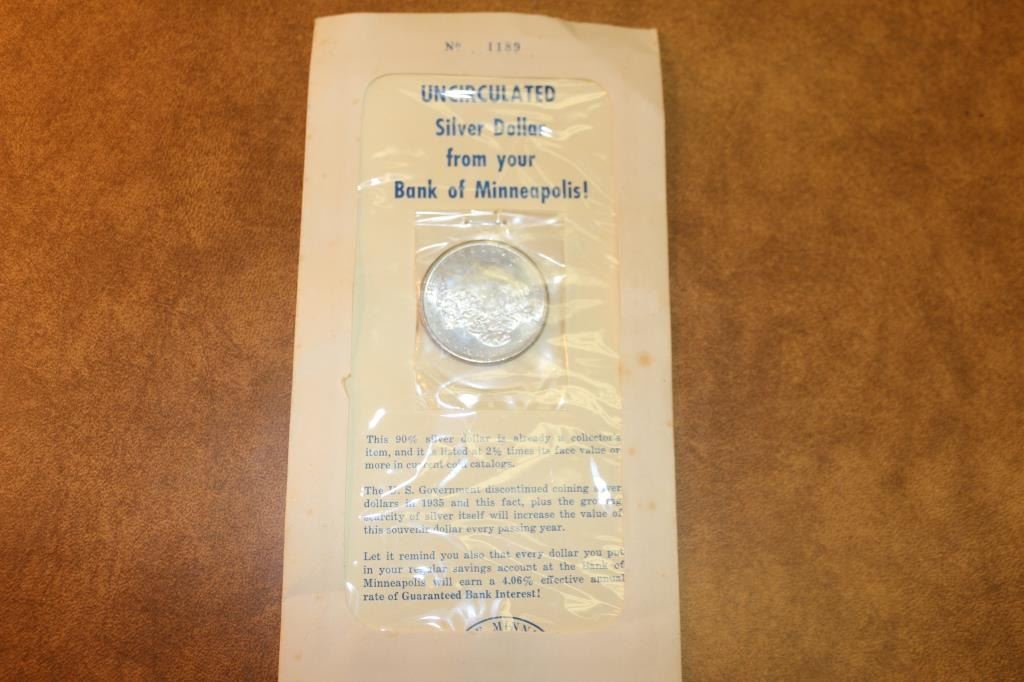 No. 1189
UNCIRCULATED
Silver Dollar
from your
Bank of Minneapolis!
This 90% silver dollar is already a collector's
item, and it is listed at 2½ times its face value or
more in current coin catalogs.
The U. S. Government discontinued coining silver
dollars in 1935 and this fact, plus the growing
scarcity of silver itself will increase the value of
this souvenir dollar every passing year.
Let it remind you also that every dollar you put
in your regular savings account at the Bank of
Minneapolis will earn a 4.06% effective annual
rate of Guaranteed Bank Interest!